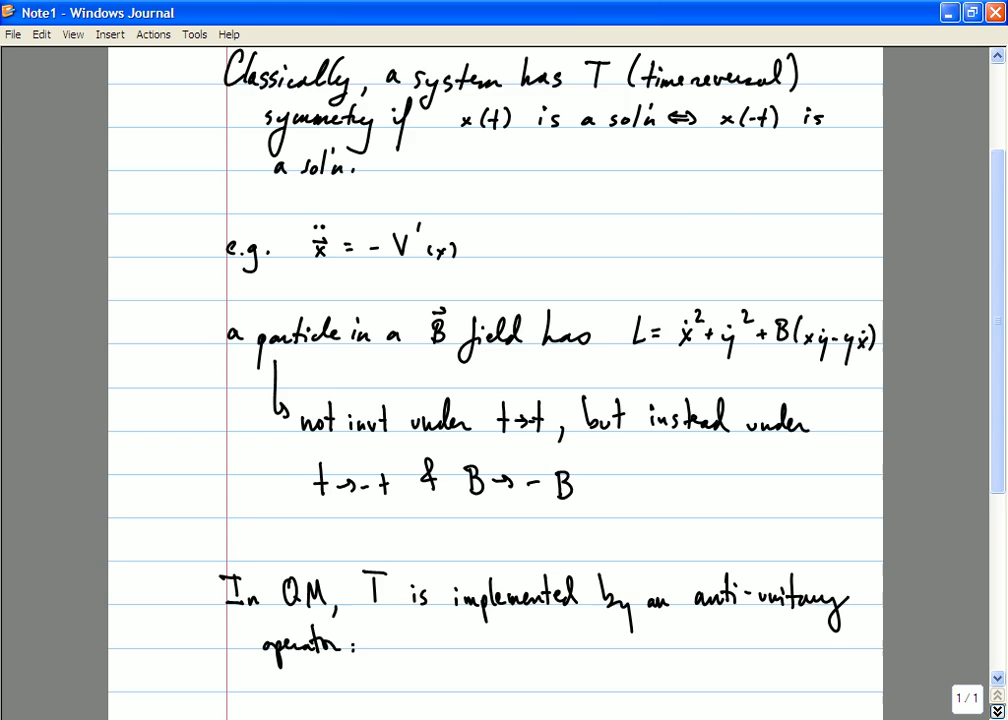 Note1 - Windows Journal
File Edit View Insert Actions Tools Help
Classically, a system has T (time reversal)
symmetry if x(t) is a sol'n ⇔ x(-t) is
a sol'n.
e.g. ẍ⃗ = - V'(x)
a particle in a B⃗ field has L = ẋ² + ẏ² + B(xẏ - yẋ)
↳ not invt under t→-t, but instead under
t→-t & B→ - B
In QM, T is implemented by an anti-unitary
operator:
1 / 1